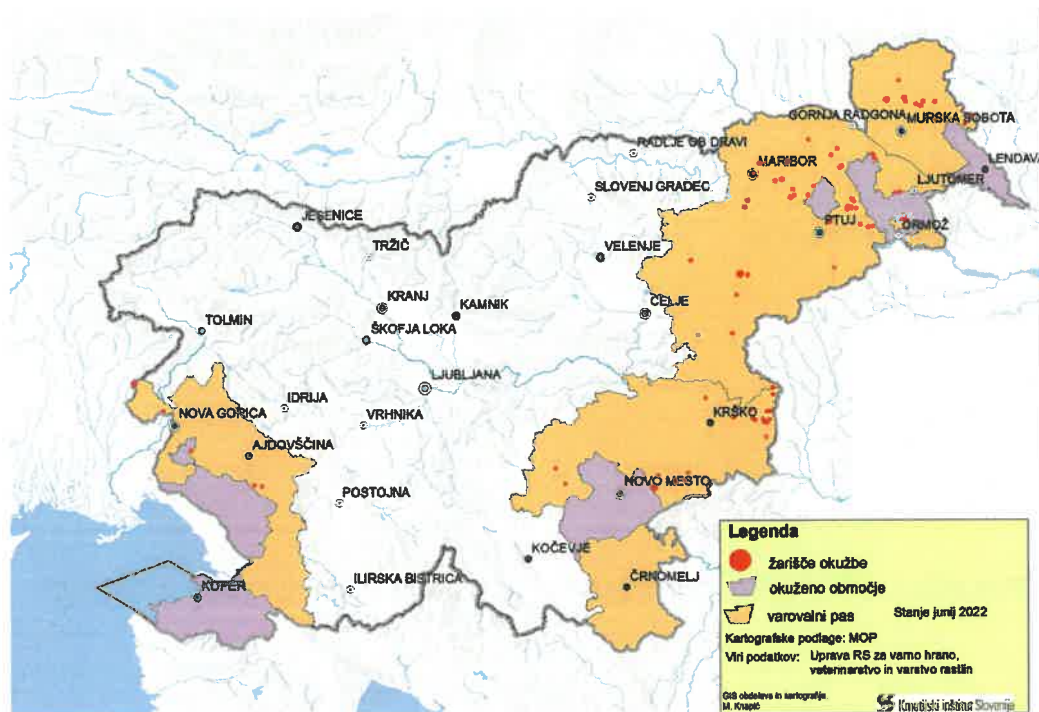 GORNJA RADGONA
MURSKA SOBOTA
RADLJE OB DRAVI
MARIBOR
LENDAVA
SLOVENJ GRADEC
LJUTOMER
JESENICE
PTUJ
ORMOŽ
TRŽIČ
VELENJE
KRANJ
KAMNIK
CELJE
TOLMIN
ŠKOFJA LOKA
LJUBLJANA
IDRIJA
NOVA GORICA
VRHNIKA
KRŠKO
AJDOVŠČINA
POSTOJNA
NOVO MESTO
KOČEVJE
KOPER
ILIRSKA BISTRICA
ČRNOMELJ
Legenda
žarišče okužbe
okuženo območje
varovalni pas Stanje junij 2022
Kartografske podlage: MOP
Viri podatkov: Uprava RS za varno hrano,
veterinarstvo in varstvo rastlin
GIS obdelava in kartografija:
M. Knapič
Kmetijski inštitut Slovenije